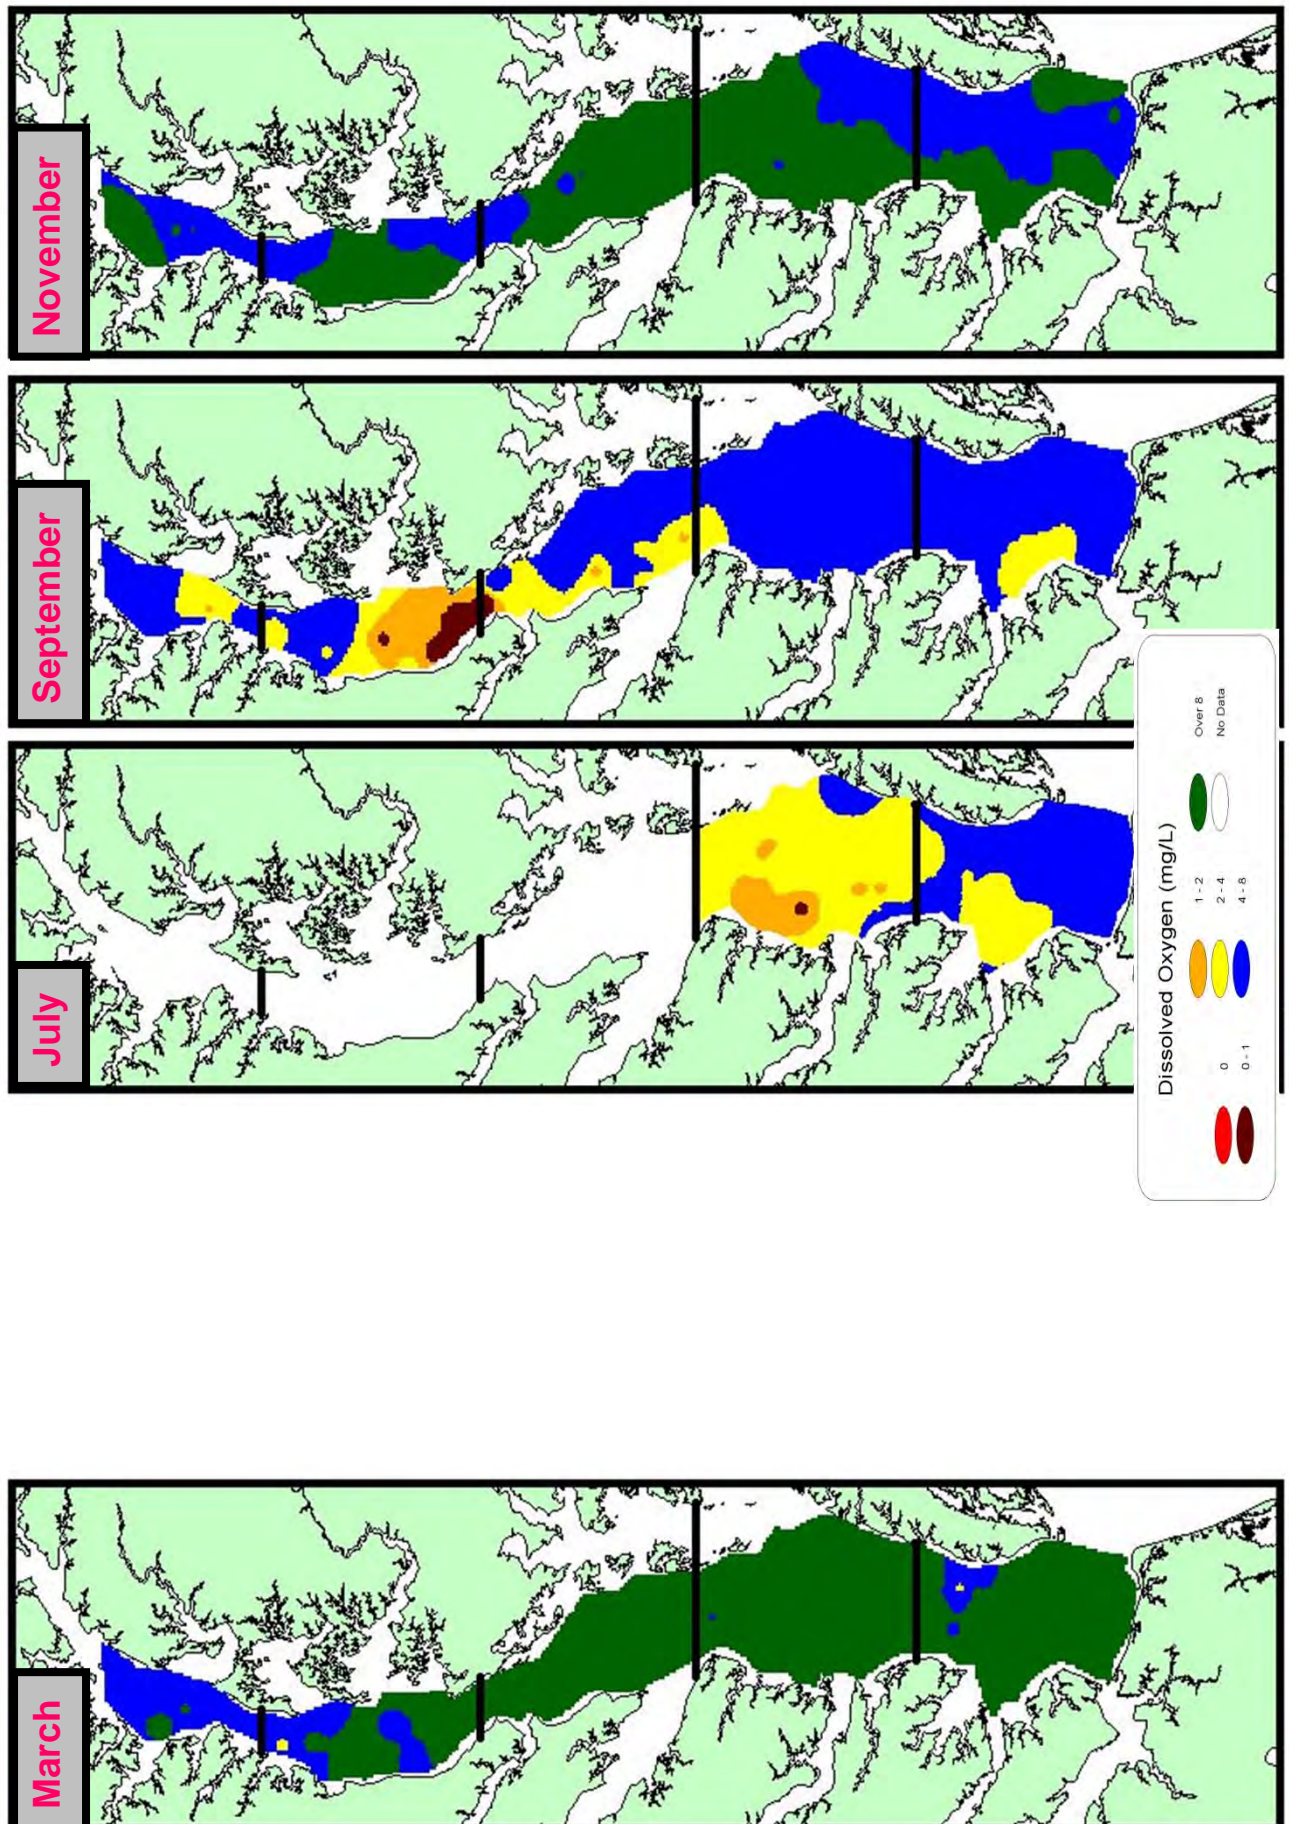 March
July
September
November
Dissolved Oxygen (mg/L)
0
0 - 1
1 - 2
2 - 4
4 - 8
Over 8
No Data